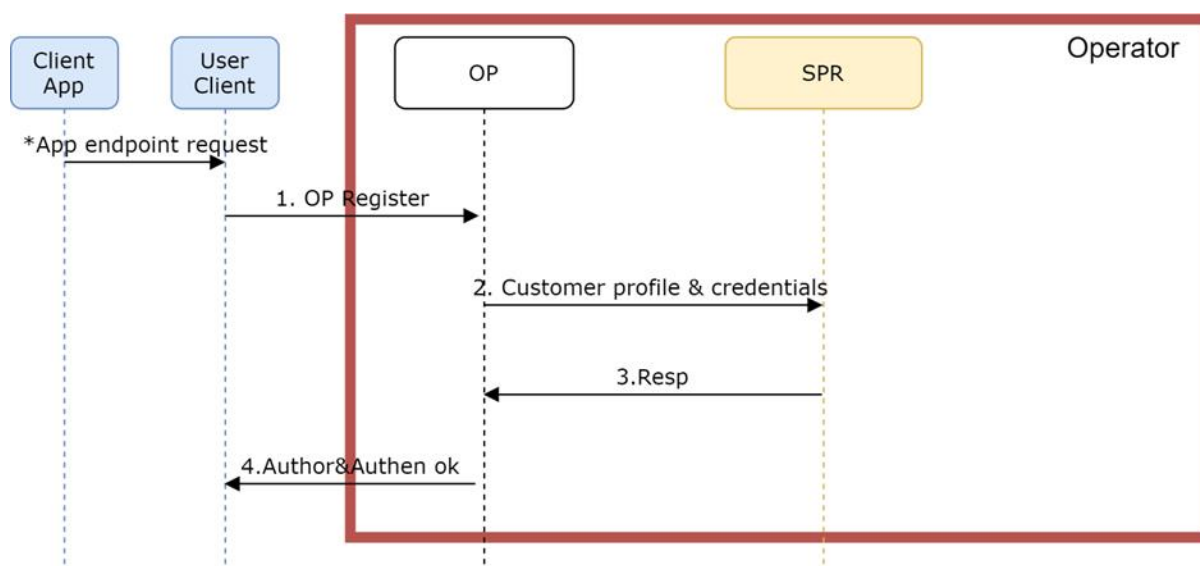 Client
App
User
Client
OP
SPR
Operator
*App endpoint request
1. OP Register
2. Customer profile & credentials
3.Resp
4.Author&Authen ok